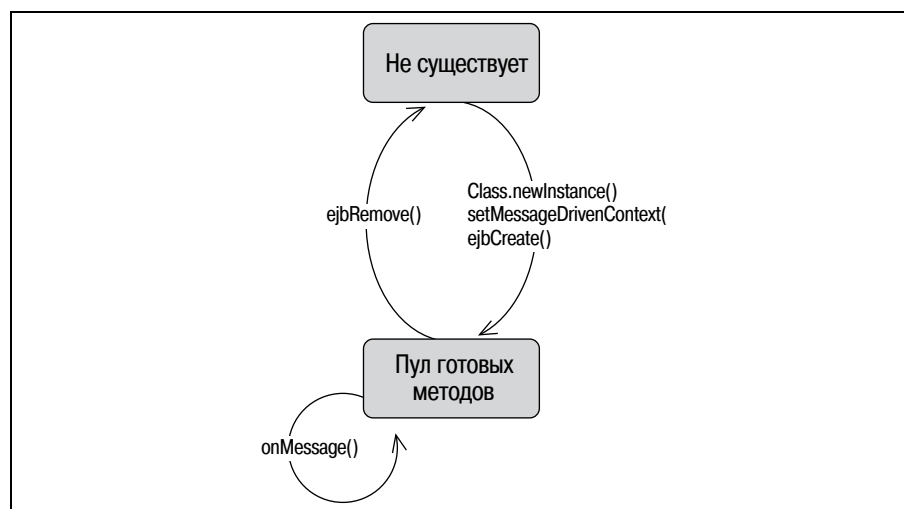 Не существует
Class.newInstance()
setMessageDrivenContext(
ejbCreate()
ejbRemove()
Пул готовых
методов
onMessage()